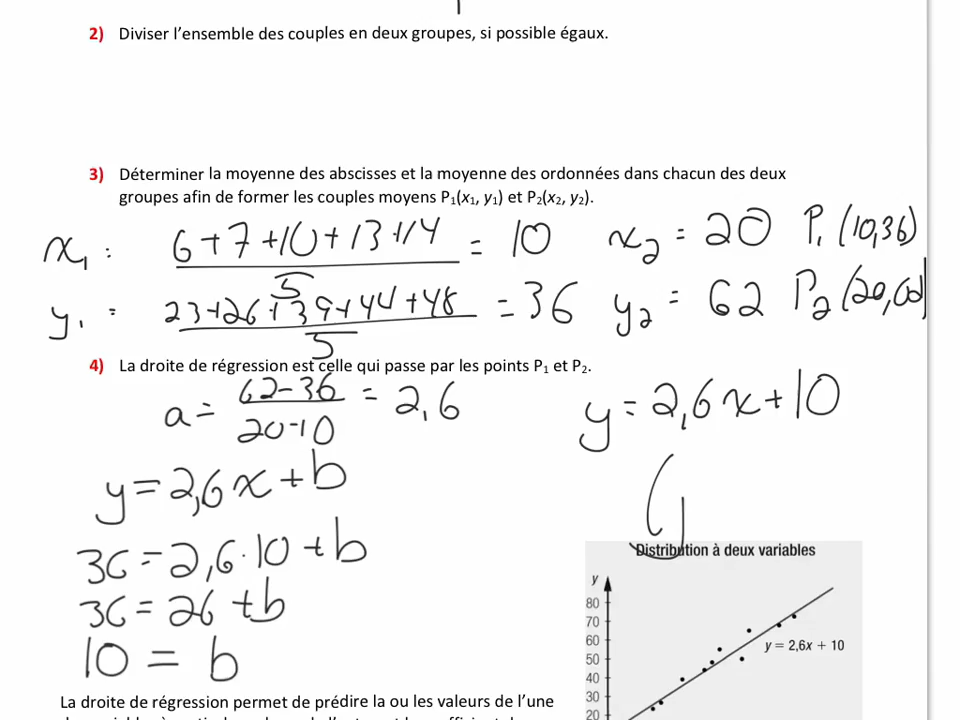 2) Diviser l'ensemble des couples en deux groupes, si possible égaux.
3) Déterminer la moyenne des abscisses et la moyenne des ordonnées dans chacun des deux
groupes afin de former les couples moyens P₁(x₁, y₁) et P₂(x₂, y₂).
x₁ : (6+7+10+13+14)/5 = 10 x₂ = 20 P₁ (10,36)
y₁ : (23+26+39+44+48)/5 = 36 y₂ = 62 P₂ (20,62)
4) La droite de régression est celle qui passe par les points P₁ et P₂.
a = (62-36)/(20-10) = 2,6
y = 2,6x + 10
y = 2,6x + b
36 = 2,6·10 + b
36 = 26 + b
10 = b
Distribution à deux variables
y
80
70
60
50
40
30
20
y = 2,6x + 10
La droite de régression permet de prédire la ou les valeurs de l'une